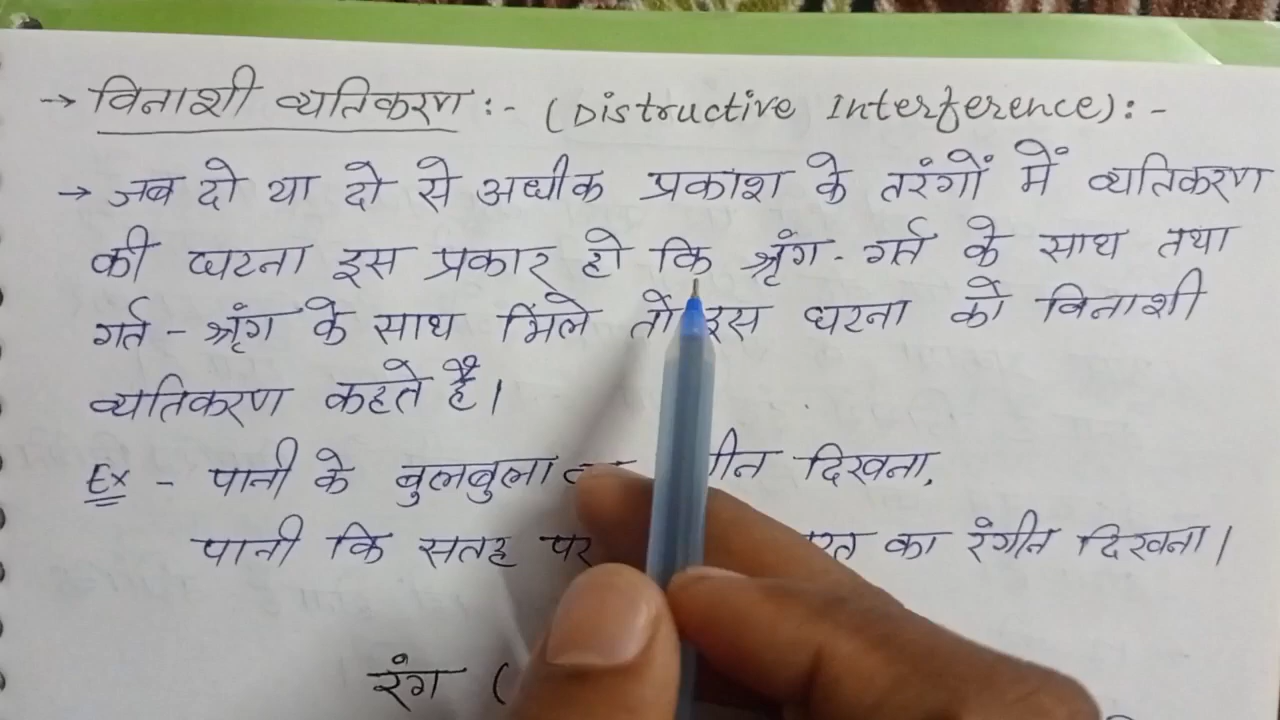 → विनाशी व्यतिकरण :- (Distructive Interference) :-
→ जब दो या दो से अधीक प्रकाश के तरंगों में व्यतिकरण
की घटना इस प्रकार हो कि श्रृंग - गर्त के साथ तथा
गर्त - श्रृंग के साथ मिले तो इस घटना को विनाशी
व्यतिकरण कहते है।
Ex - पानी के बुलबुला दिखना,
पानी कि सतह पर का रंगीन दिखना।
रंग (